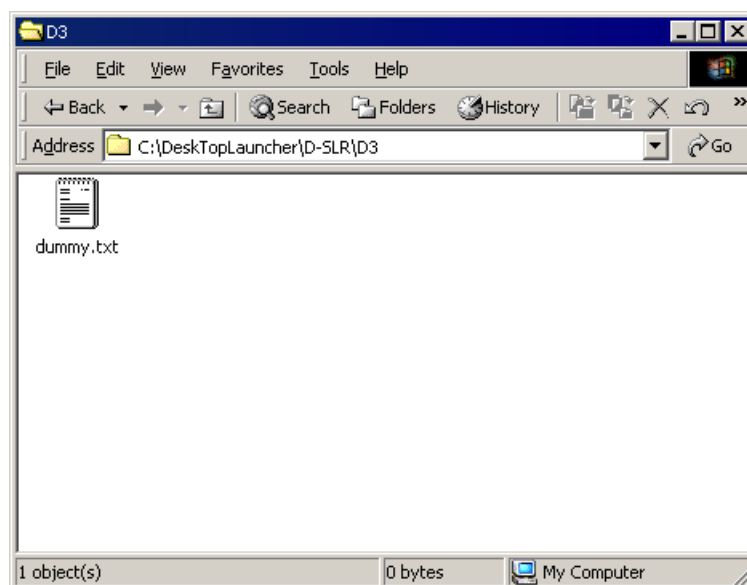 D3
File Edit View Favorites Tools Help
Back Search Folders History »
Address C:\DeskTopLauncher\D-SLR\D3 Go
dummy.txt
1 object(s) 0 bytes My Computer